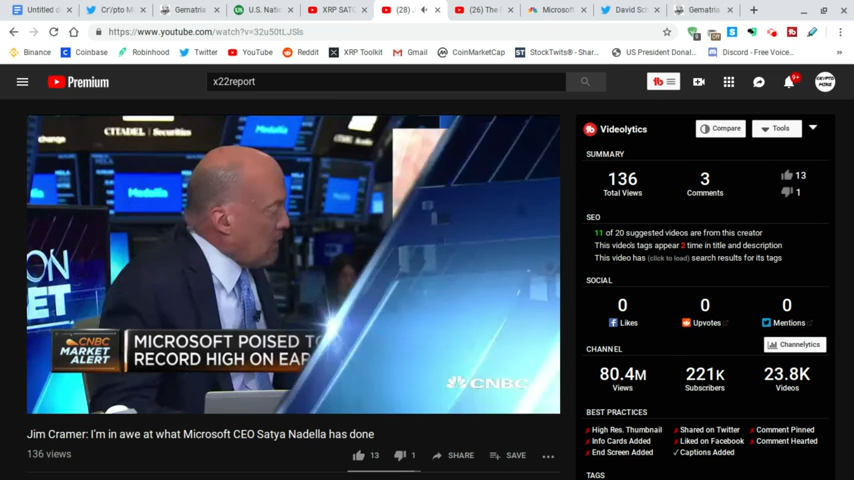 Untitled d
Cr/pto M
Gematria
U.S. Nati
XRP SATO
(28)
(26) The F
Microsoft
David Sch
Gematria
https://www.youtube.com/watch?v=32u50tLJSIs
Binance
Coinbase
Robinhood
Twitter
YouTube
Reddit
XRP Toolkit
Gmail
CoinMarketCap
StockTwits® - Shar...
US President Donal...
Discord - Free Voice...
Premium
x22report
9+
change
CITADEL | Securities
Medallia
MICROSOFT POISED TO
RECORD HIGH ON EAR
CNBC
MARKET
ALERT
CNBC
Jim Cramer: I'm in awe at what Microsoft CEO Satya Nadella has done
136 views
13
1
SHARE
SAVE
Videolytics
Compare
Tools
SUMMARY
136
Total Views
3
Comments
13
1
SEO
11 of 20 suggested videos are from this creator
This video's tags appear 2 time in title and description
This video has (click to load) search results for its tags
SOCIAL
0
Likes
0
Upvotes
0
Mentions
CHANNEL
Channelytics
80.4M
Views
221K
Subscribers
23.8K
Videos
BEST PRACTICES
✗ High Res. Thumbnail
✗ Shared on Twitter
✗ Comment Pinned
✗ Info Cards Added
✗ Liked on Facebook
✗ Comment Hearted
✗ End Screen Added
✓ Captions Added
TAGS